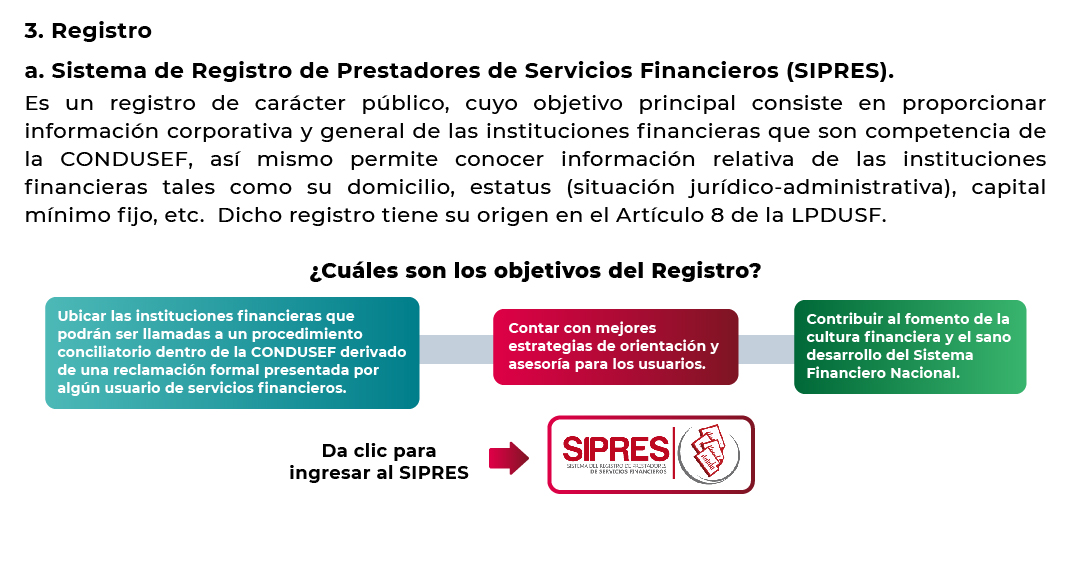 3. Registro
a. Sistema de Registro de Prestadores de Servicios Financieros (SIPRES).
Es un registro de carácter público, cuyo objetivo principal consiste en proporcionar
información corporativa y general de las instituciones financieras que son competencia de
la CONDUSEF, así mismo permite conocer información relativa de las instituciones
financieras tales como su domicilio, estatus (situación jurídico-administrativa), capital
mínimo fijo, etc.  Dicho registro tiene su origen en el Artículo 8 de la LPDUSF.
¿Cuáles son los objetivos del Registro?
Ubicar las instituciones financieras que
podrán ser llamadas a un procedimiento
conciliatorio dentro de la CONDUSEF derivado
de una reclamación formal presentada por
algún usuario de servicios financieros.
Contar con mejores
estrategias de orientación y
asesoría para los usuarios.
Contribuir al fomento de la
cultura financiera y el sano
desarrollo del Sistema
Financiero Nacional.
Da clic para
ingresar al SIPRES
SIPRES
SISTEMA DEL REGISTRO DE PRESTADORES
DE SERVICIOS FINANCIEROS